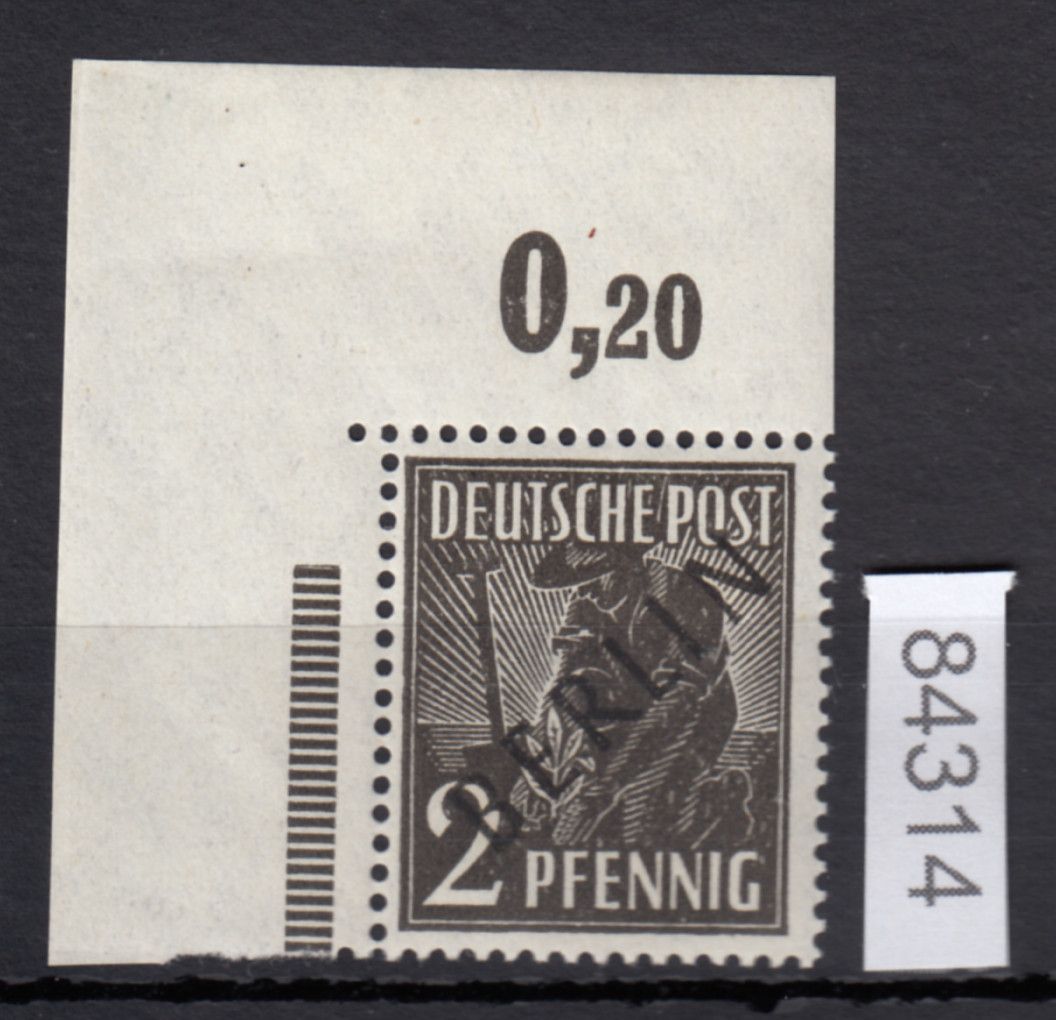 0,20
DEUTSCHE POST
BERLIN
2 PFENNIG
84314